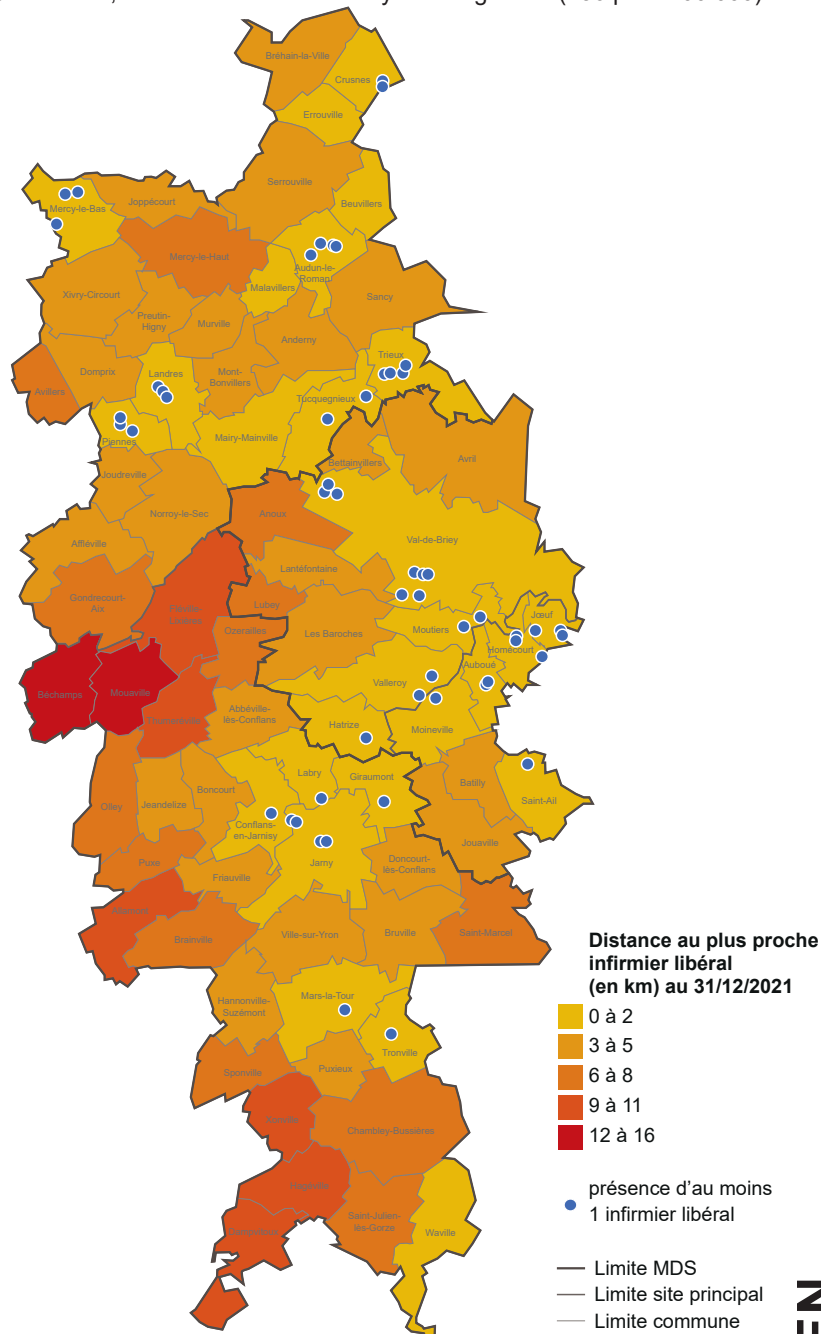 Bréhain-la-Ville
Crusnes
Errouville
Serrouville
Beuvillers
Mercy-le-Bas
Joppécourt
Mercy-le-Haut
Audun-le-
Roman
Malavillers
Xivry-Circourt
Sancy
Preutin-
Higny
Murville
Anderny
Trieux
Domprix
Landres
Mont-
Bonvillers
Avillers
Tucquegnieux
Piennes
Mairy-Mainville
Bettainvillers
Avril
Joudreville
Norroy-le-Sec
Anoux
Val-de-Briey
Affléville
Lantéfontaine
Gondrecourt-
Aix
Lubey
Jœuf
Ozerailles
Les Baroches
Moutiers
Homécourt
Auboué
Valleroy
Béchamps
Mouaville
Abbéville-
lès-Conflans
Hatrize
Moineville
Labry
Giraumont
Batilly
Saint-Ail
Olley
Jeandelize
Boncourt
Conflans-
en-Jarnisy
Jarny
Jouaville
Doncourt-
lès-Conflans
Puxe
Friauville
Brainville
Ville-sur-Yron
Bruville
Saint-Marcel
Hannonville-
Suzémont
Mars-la-Tour
Tronville
Sponville
Puxieux
Chambley-Bussières
Saint-Julien-
lès-Gorze
Waville
Distance au plus proche
infirmier libéral
(en km) au 31/12/2021
0 à 2
3 à 5
6 à 8
9 à 11
12 à 16
présence d'au moins
1 infirmier libéral
Limite MDS
Limite site principal
Limite commune
EN